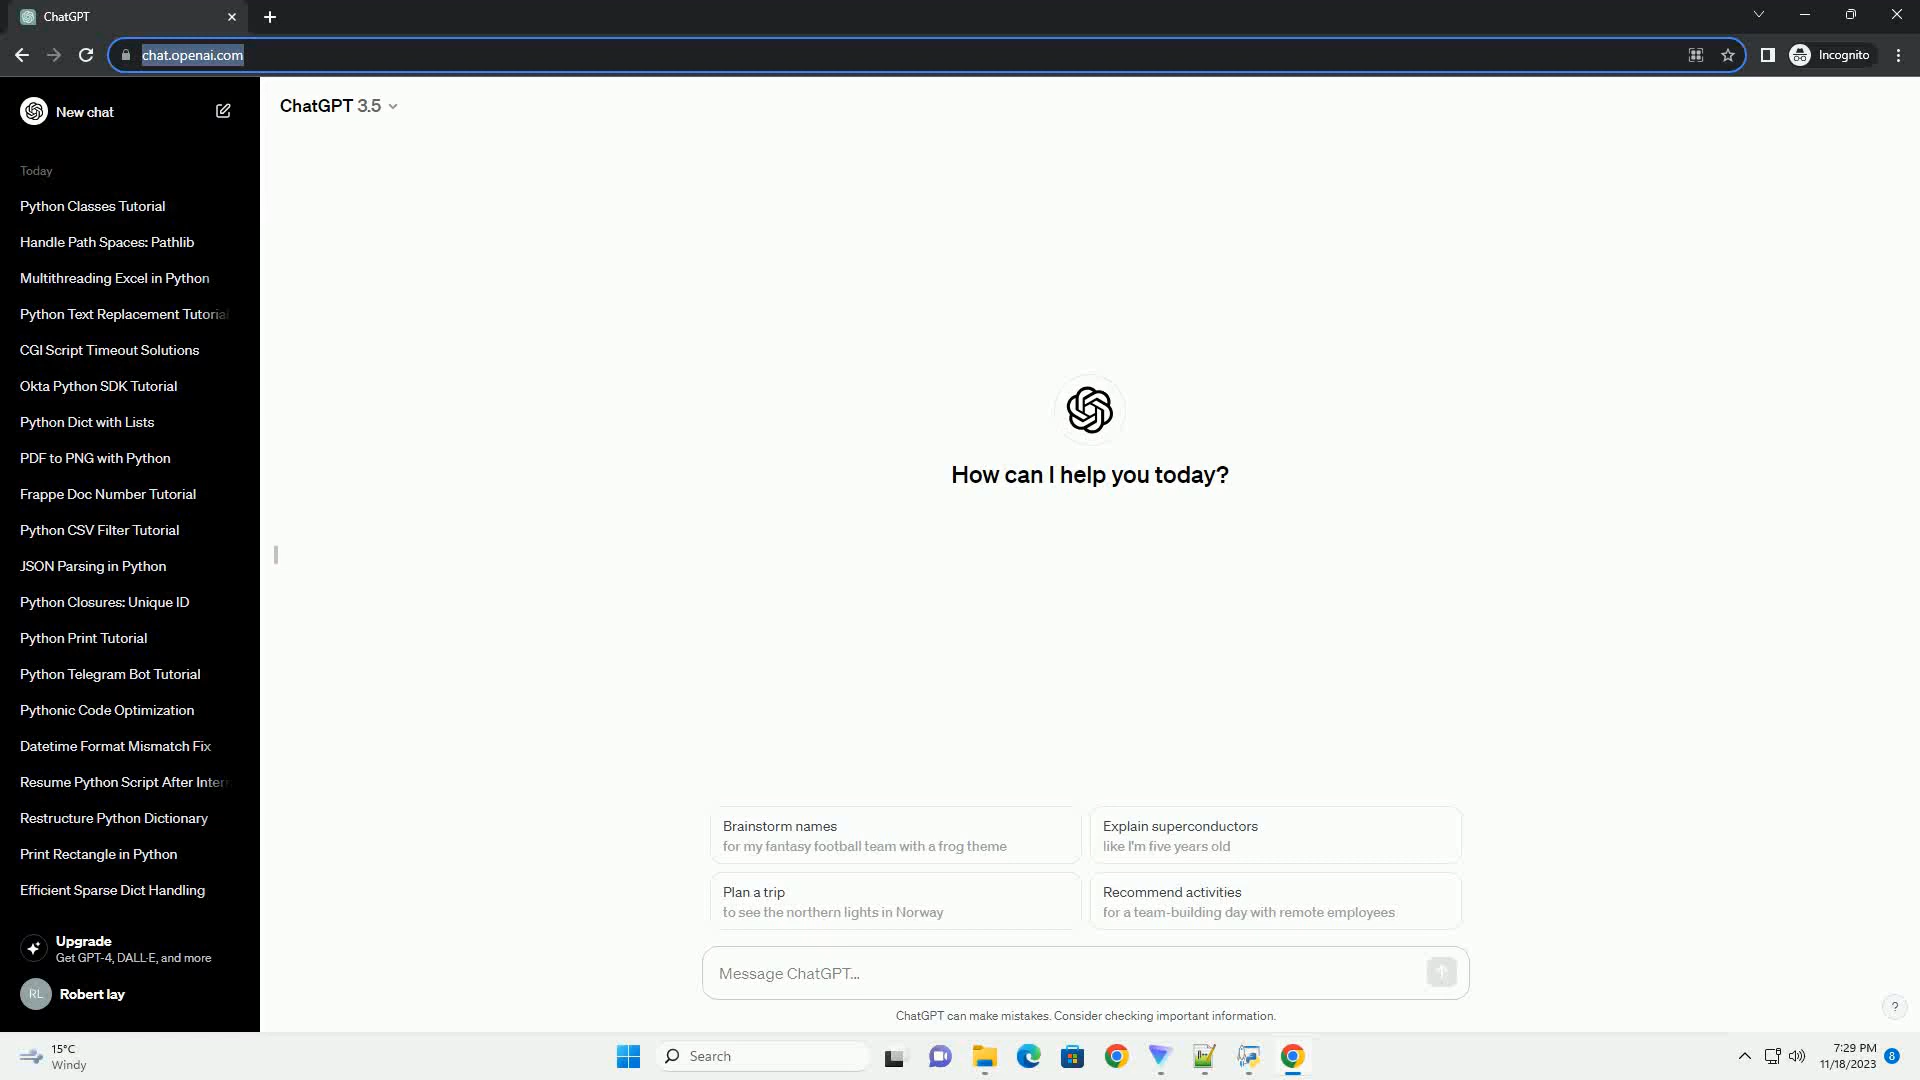 ChatGPT
chat.openai.com
Incognito
New chat
ChatGPT 3.5
Today
Python Classes Tutorial
Handle Path Spaces: Pathlib
Multithreading Excel in Python
Python Text Replacement Tutorial
CGI Script Timeout Solutions
Okta Python SDK Tutorial
Python Dict with Lists
PDF to PNG with Python
Frappe Doc Number Tutorial
Python CSV Filter Tutorial
JSON Parsing in Python
Python Closures: Unique ID
Python Print Tutorial
Python Telegram Bot Tutorial
Pythonic Code Optimization
Datetime Format Mismatch Fix
Resume Python Script After Inter
Restructure Python Dictionary
Print Rectangle in Python
Efficient Sparse Dict Handling
Upgrade
Get GPT-4, DALL·E, and more
RL
Robert lay
How can I help you today?
Brainstorm names
for my fantasy football team with a frog theme
Explain superconductors
like I'm five years old
Plan a trip
to see the northern lights in Norway
Recommend activities
for a team-building day with remote employees
Message ChatGPT...
ChatGPT can make mistakes. Consider checking important information.
?
15°C
Windy
Search
7:29 PM
11/18/2023
8